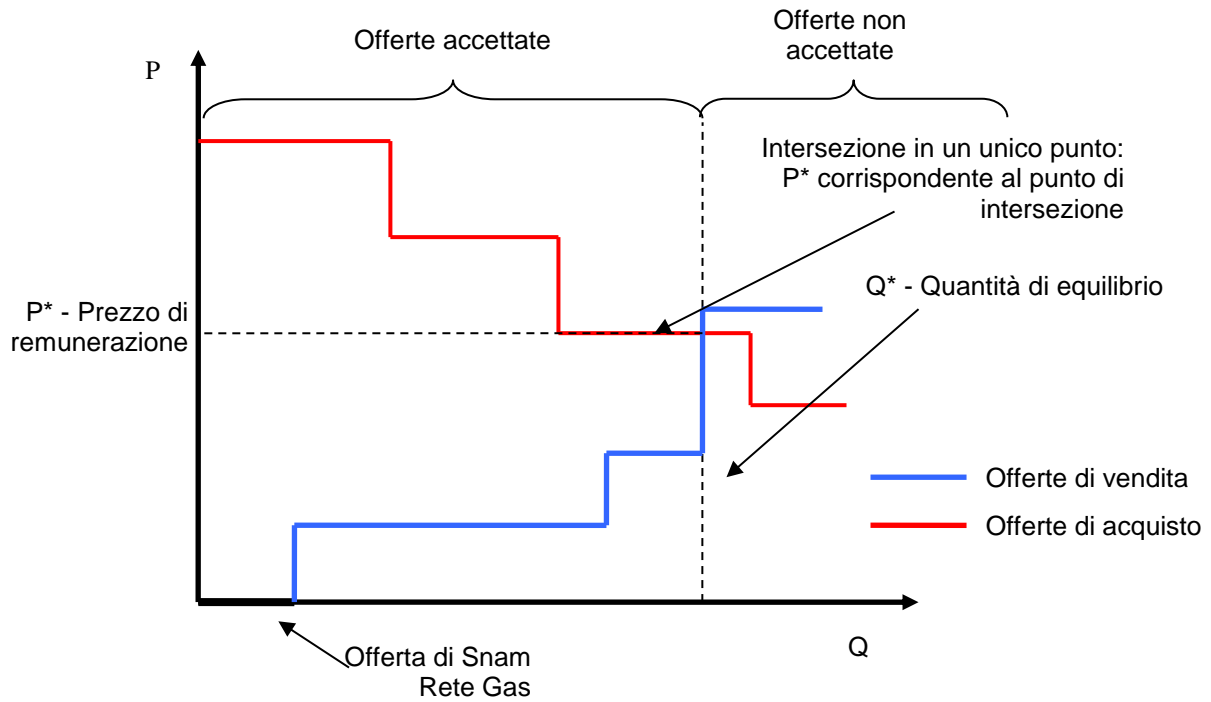 Offerte accettate
Offerte non
accettate
P
Intersezione in un unico punto:
P* corrispondente al punto di
intersezione
Q* - Quantità di equilibrio
P* - Prezzo di
remunerazione
Offerte di vendita
Offerte di acquisto
Q
Offerta di Snam
Rete Gas